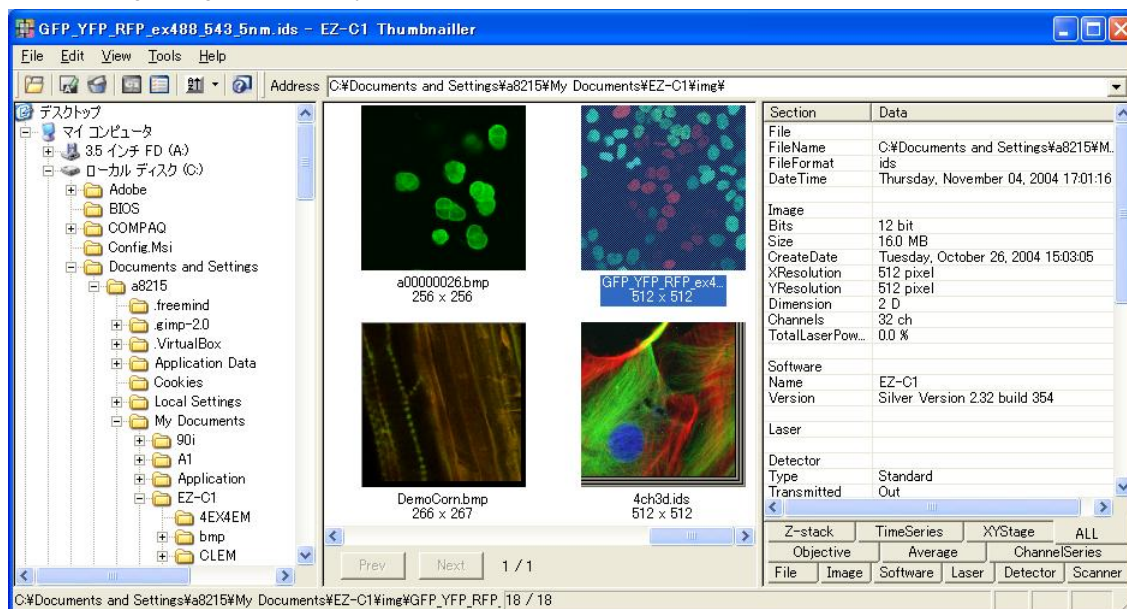 GFP_YFP_RFP_ex488_543_5nm.ids - EZ-C1 Thumbnailler
File Edit View Tools Help
Address C:¥Documents and Settings¥a8215¥My Documents¥EZ-C1¥img¥
デスクトップ
マイ コンピュータ
3.5 インチ FD (A:)
ローカル ディスク (C:)
Adobe
BIOS
COMPAQ
Config.Msi
Documents and Settings
a8215
.freemind
.gimp-2.0
.VirtualBox
Application Data
Cookies
Local Settings
My Documents
90i
A1
Application
EZ-C1
4EX4EM
bmp
CLEM
a00000026.bmp
256 x 256
GFP_YFP_RFP_ex4...
512 x 512
DemoCorn.bmp
266 x 267
4ch3d.ids
512 x 512
Prev Next 1 / 1
Section Data
File
FileName C:¥Documents and Settings¥a8215¥M...
FileFormat ids
DateTime Thursday, November 04, 2004 17:01:16
Image
Bits 12 bit
Size 16.0 MB
CreateDate Tuesday, October 26, 2004 15:03:05
XResolution 512 pixel
YResolution 512 pixel
Dimension 2 D
Channels 32 ch
TotalLaserPow... 0.0 %
Software
Name EZ-C1
Version Silver Version 2.32 build 354
Laser
Detector
Type Standard
Transmitted Out
Z-stack TimeSeries XYStage ALL
Objective Average ChannelSeries
File Image Software Laser Detector Scanner
C:¥Documents and Settings¥a8215¥My Documents¥EZ-C1¥img¥GFP_YFP_RFP_ 18 / 18